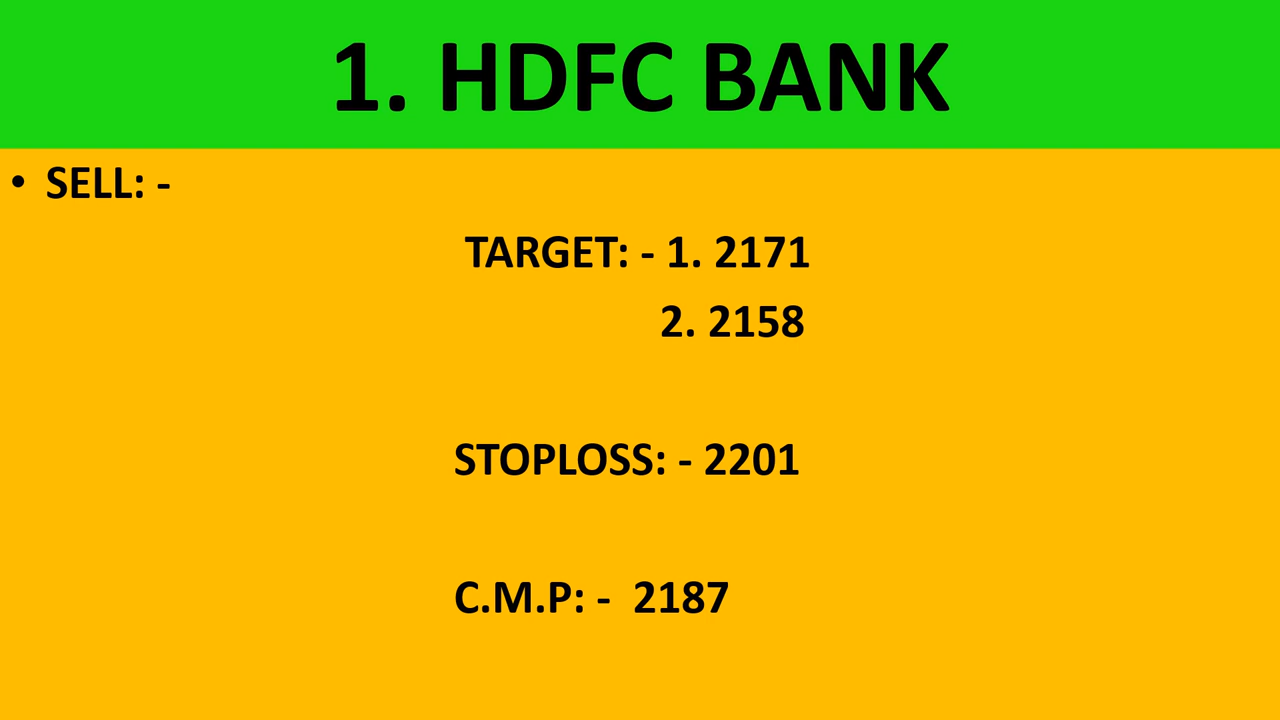 1. HDFC BANK
• SELL: -
TARGET: - 1. 2171
2. 2158
STOPLOSS: - 2201
C.M.P: - 2187